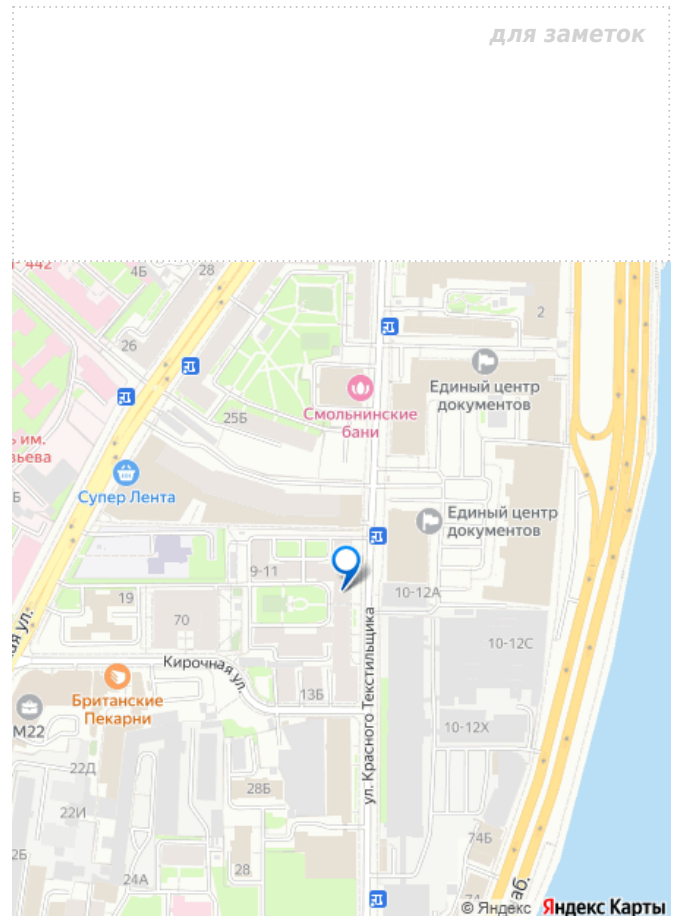 для заметок
442
4Б
28
2
26
Единый центр
документов
25Б
Смольнинские
бани
им.
Б
Супер Лента
Единый центр
документов
9-11
10-12А
19
70
10-12С
Кирочная ул.
ул. Красного Текстильщика
Британские
Пекарни
13Б
М22
10-12Х
22Д
28Б
22И
74Б
28
24А
© Яндекс Яндекс Карты